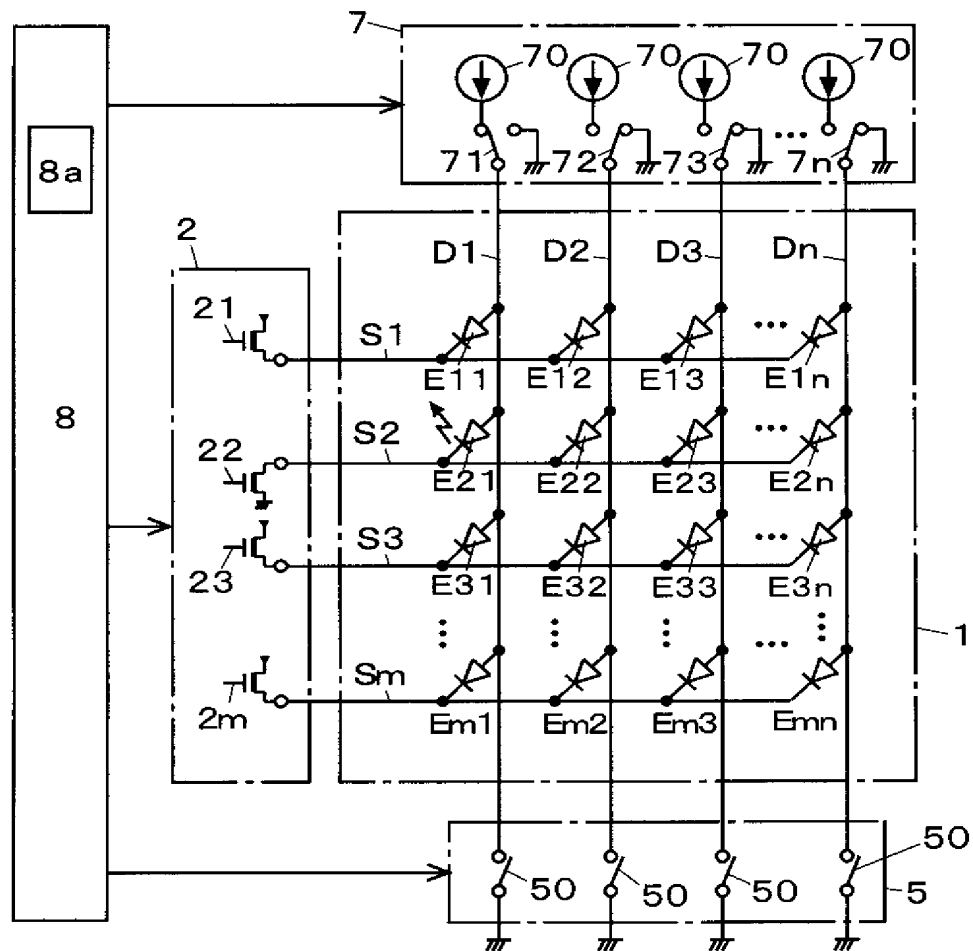 7
70 70 70 70
71 72 73 ... 7n
8a
8
2
D1 D2 D3 Dn
21
S1
E11 E12 E13 ... E1n
22
S2
E21 E22 E23 ... E2n
23
S3
E31 E32 E33 ... E3n
1
2m
Sm
Em1 Em2 Em3 ... Emn
50 50 50 50
5